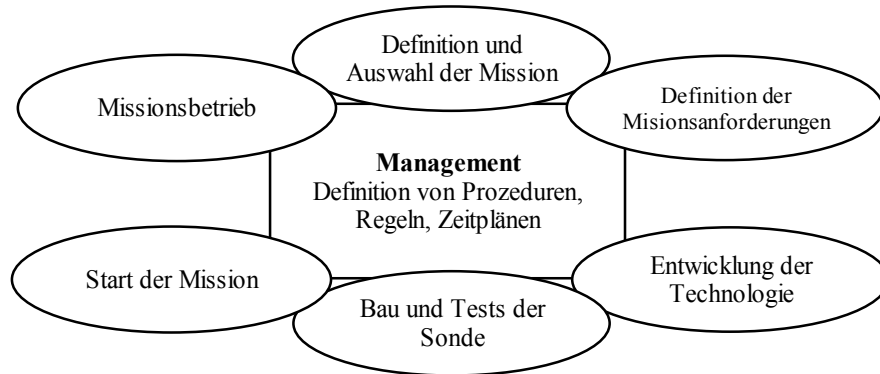 Definition und
Auswahl der Mission
Missionsbetrieb
Definition der
Misionsanforderungen
Management
Definition von Prozeduren,
Regeln, Zeitplänen
Start der Mission
Entwicklung der
Technologie
Bau und Tests der
Sonde